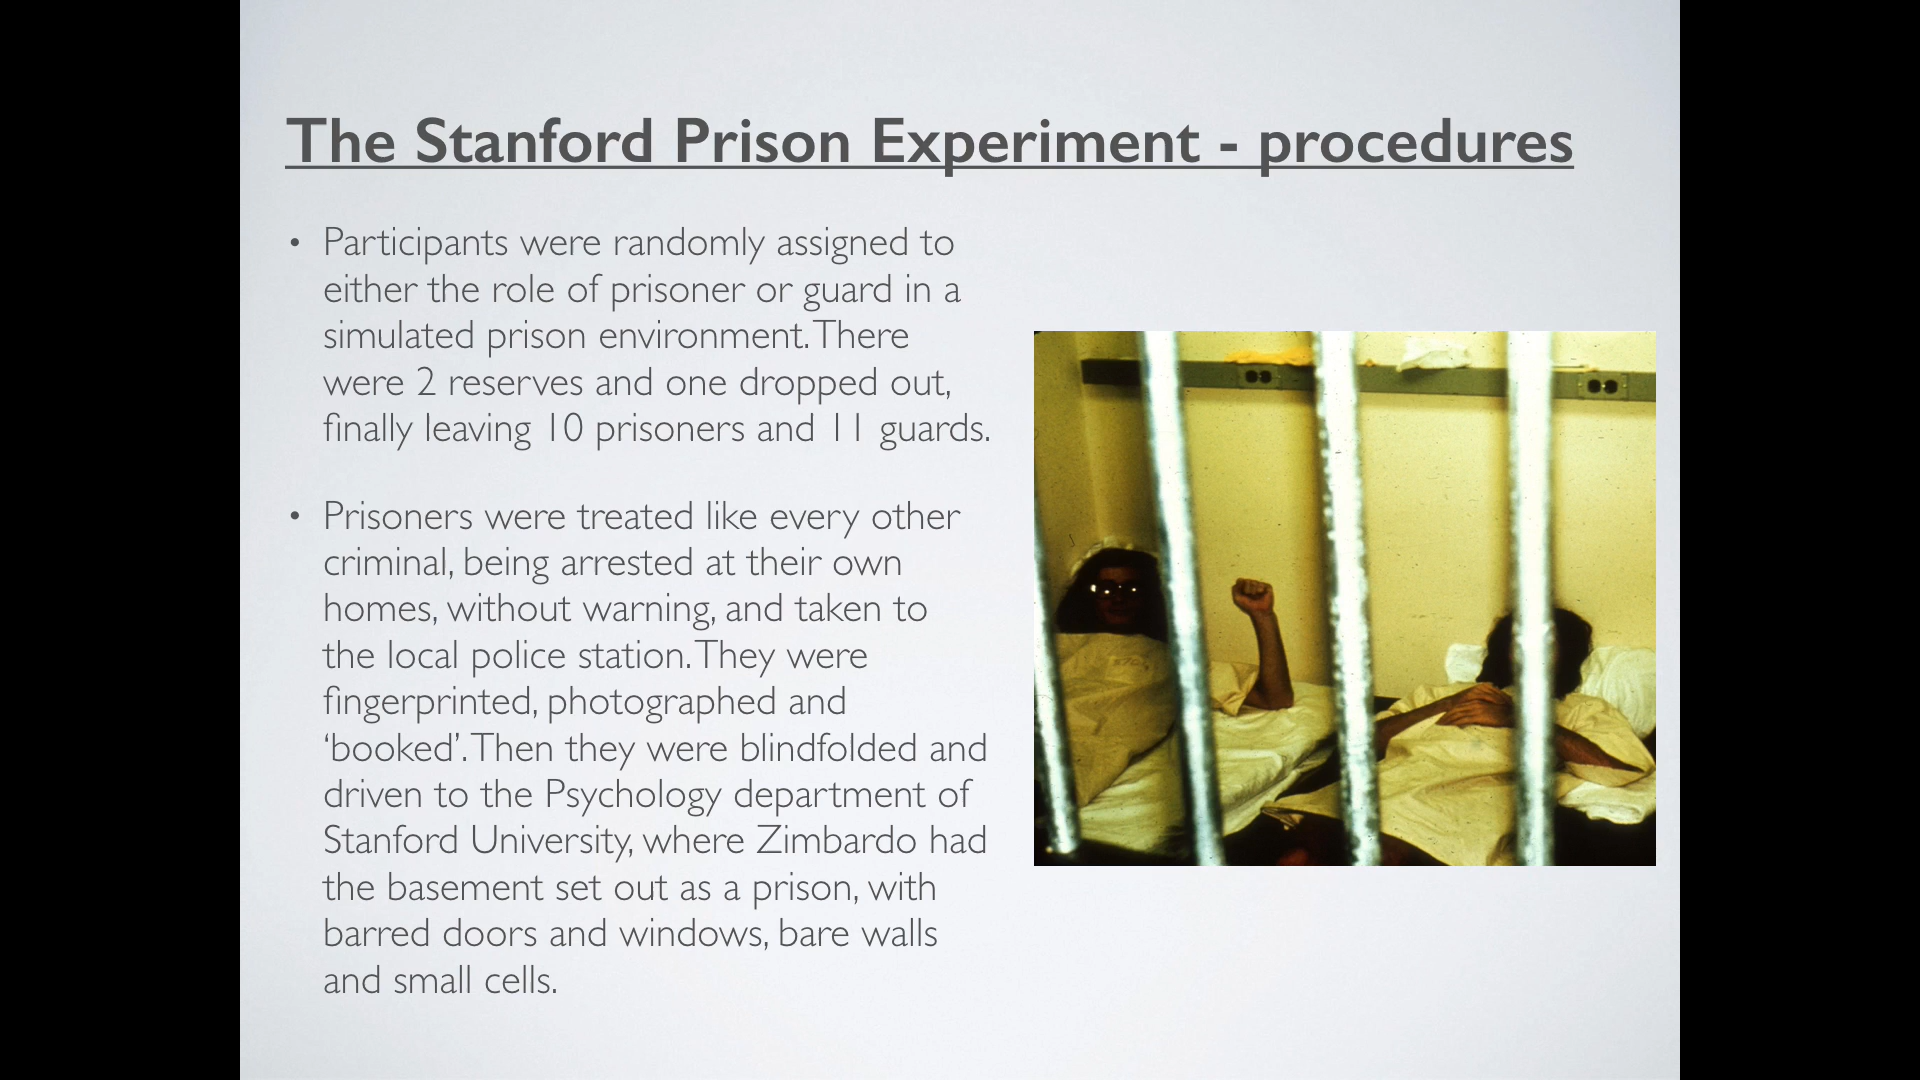 The Stanford Prison Experiment - procedures
• Participants were randomly assigned to
either the role of prisoner or guard in a
simulated prison environment. There
were 2 reserves and one dropped out,
finally leaving 10 prisoners and 11 guards.
• Prisoners were treated like every other
criminal, being arrested at their own
homes, without warning, and taken to
the local police station. They were
fingerprinted, photographed and
‘booked’. Then they were blindfolded and
driven to the Psychology department of
Stanford University, where Zimbardo had
the basement set out as a prison, with
barred doors and windows, bare walls
and small cells.